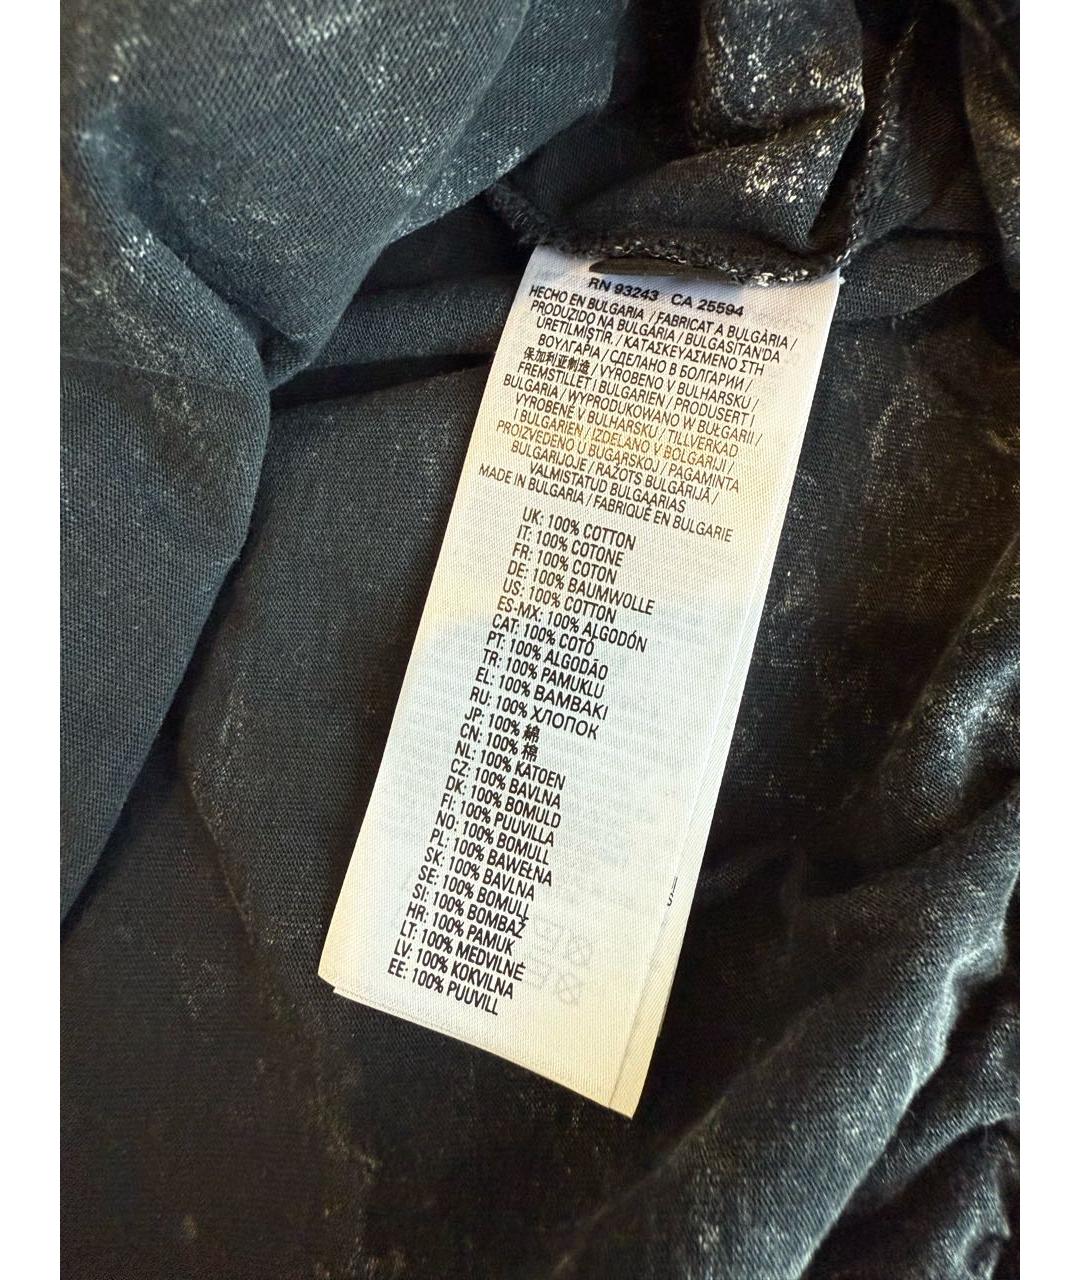 RN 93243 CA 25594
HECHO EN BULGARIA / FABRICAT A BULGÀRIA /
PRODUZIDO NA BULGÁRIA / BULGASITAN'DA
ÜRETILMIŞTIR. / ΚΑΤΑΣΚΕΥΑΣΜΕΝΟ ΣΤΗ
ΒΟΥΛΓΑΡΙΑ / СДЕЛАНО В БОЛГАРИИ /
保加利亚制造 / VYROBENO V BULHARSKU /
FREMSTILLET I BULGARIEN / PRODUSERT I
BULGARIA / WYPRODUKOWANO W BUŁGARII /
VYROBENÉ V BULHARSKU / TILLVERKAD
I BULGARIEN / IZDELANO V BOLGARIJI /
PROIZVEDENO U BUGARSKOJ / PAGAMINTA
BULGARIJOJE / RAŽOTS BULGĀRIJĀ /
VALMISTATUD BULGAARIAS
MADE IN BULGARIA / FABRIQUÉ EN BULGARIE
UK: 100% COTTON
IT: 100% COTONE
FR: 100% COTON
DE: 100% BAUMWOLLE
US: 100% COTTON
ES-MX: 100% ALGODÓN
CAT: 100% COTÓ
PT: 100% ALGODÃO
TR: 100% PAMUKLU
EL: 100% ΒΑΜΒΑΚΙ
RU: 100% ХЛОПОК
JP: 100% 綿
CN: 100% 棉
NL: 100% KATOEN
CZ: 100% BAVLNA
DK: 100% BOMULD
FI: 100% PUUVILLA
NO: 100% BOMULL
PL: 100% BAWEŁNA
SK: 100% BAVLNA
SE: 100% BOMULL
SI: 100% BOMBAŽ
HR: 100% PAMUK
LT: 100% MEDVILNĖ
LV: 100% KOKVILNA
EE: 100% PUUVILL